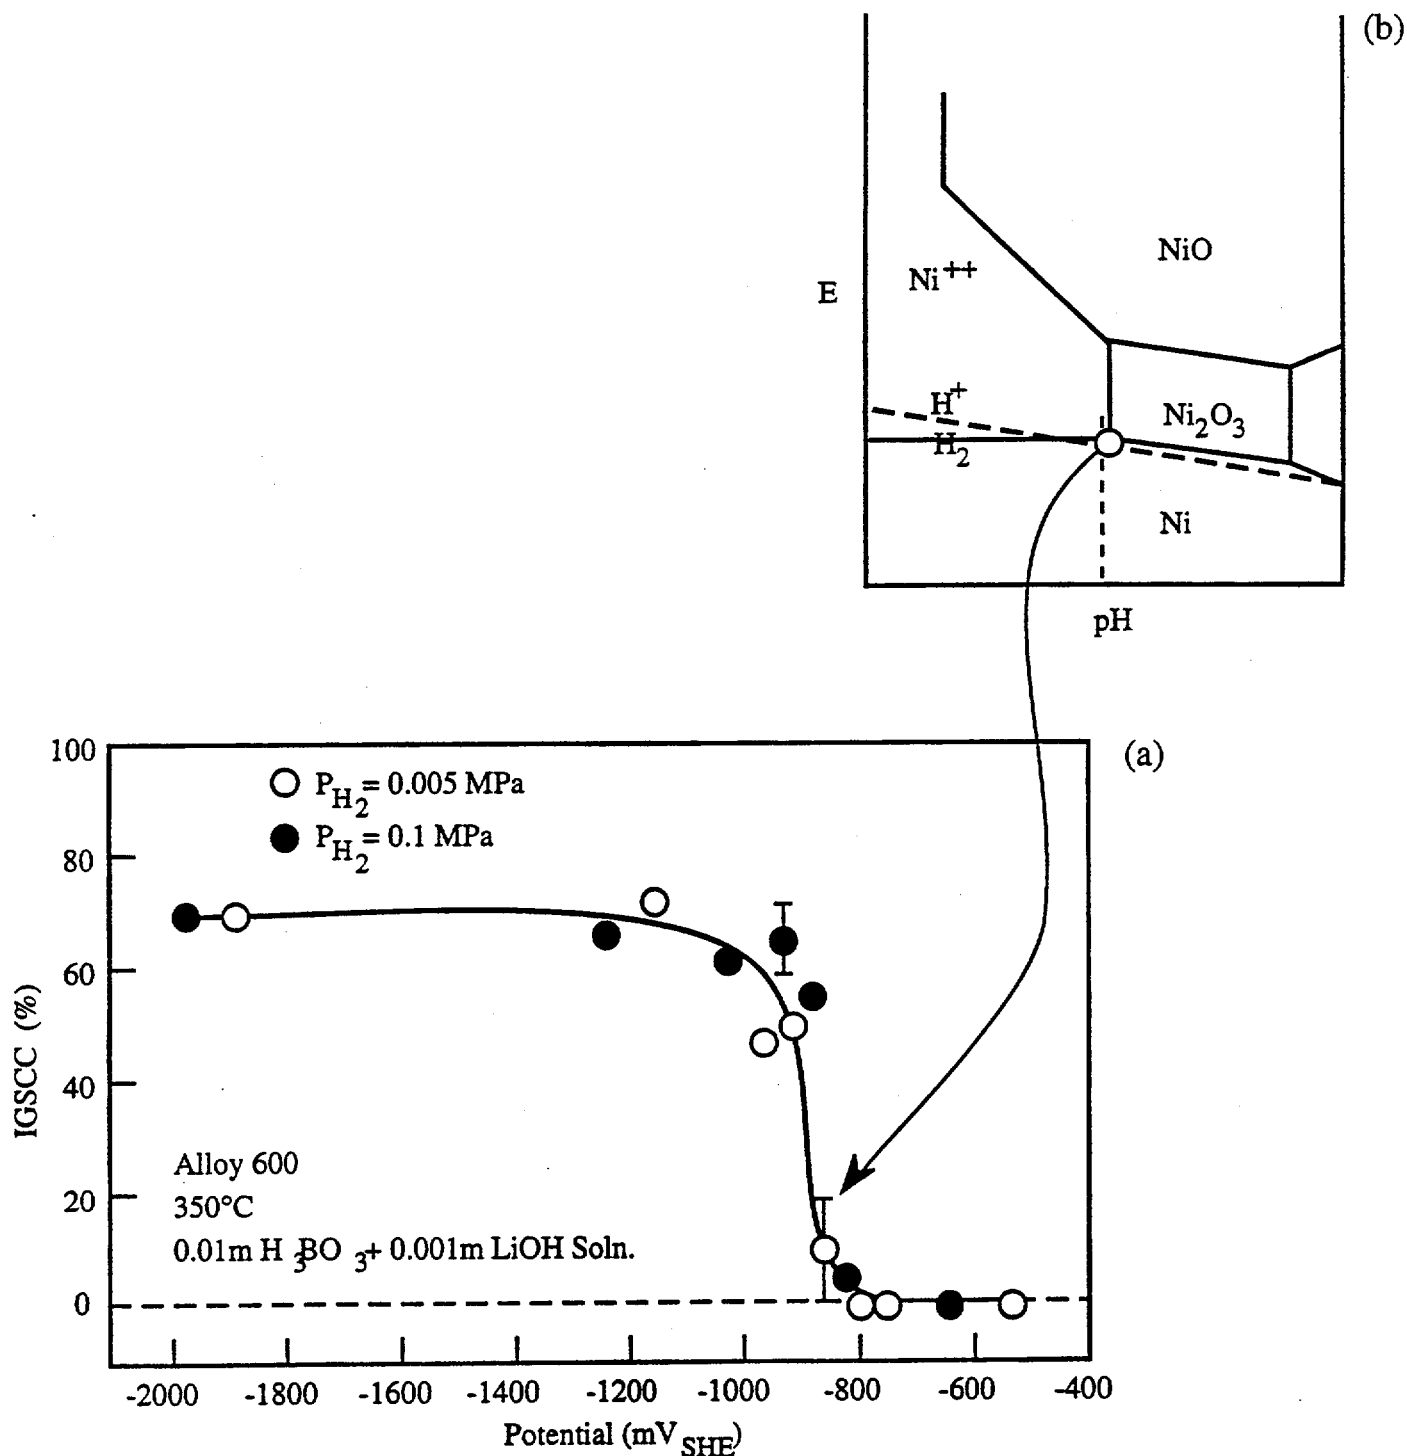 (b)
E
Ni++
NiO
H+
H2
Ni2O3
Ni
pH
(a)
100
80
60
40
20
0
IGSCC (%)
PH2= 0.005 MPa
PH2= 0.1 MPa
Alloy 600
350°C
0.01m H3BO3+ 0.001m LiOH Soln.
-2000 -1800 -1600 -1400 -1200 -1000 -800 -600 -400
Potential (mVSHE)